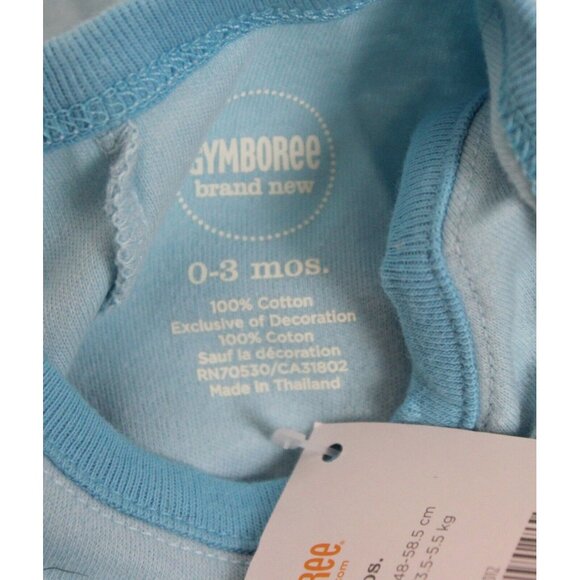 GYMBOREE
brand new
0-3 mos.
100% Cotton
Exclusive of Decoration
100% Coton
Sauf la décoration
RN70530/CA31802
Made in Thailand
48-58.5 cm
3.5-5.5 kg